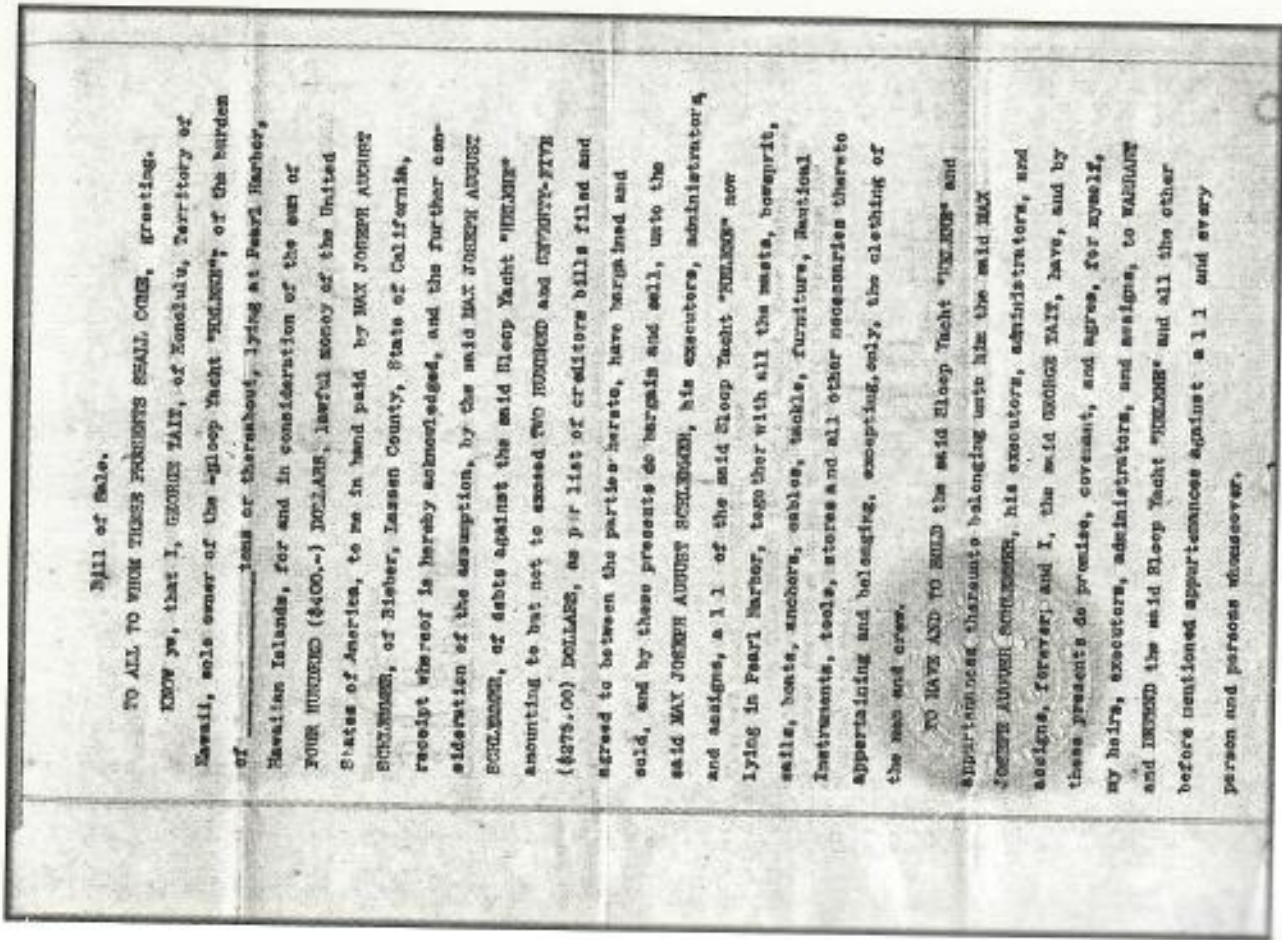 Bill of Sale.
TO ALL TO WHOM THESE PRESENTS SHALL COME, greeting.
KNOW ye, that I, GEORGE TAIT, of Honolulu, Territory of
Hawaii, sole owner of the -gloop Yacht "HELENE"; of the burden
of ________ tons or thereabout, lying at Pearl Harbor,
Hawaiian Islands, for and in consideration of the sum of
FOUR HUNDRED ($400.-) DOLLARS, lawful money of the United
States of America, to me in hand paid by MAX JOSEPH AUGUST
SCHLEMMER, of Bieber, Lassen County, State of California,
receipt whereof is hereby acknowledged, and the further con-
sideration of the assumption, by the said MAX JOSEPH AUGUST
SCHLEMMER, of debts against the said Sloop Yacht "HELENE"
amounting to but not to exceed TWO HUNDRED and SEVENTY-FIVE
($275.00) DOLLARS, as per list of creditors bills filed and
agreed to between the parties hereto, have bargained and
sold, and by these presents do bargain and sell, unto the
said MAX JOSEPH AUGUST SCHLEMMER, his executors, administrators,
and assigns, a l l of the said Sloop Yacht "HELENE" now
lying in Pearl Harbor, together with all the masts, bowsprit,
sails, boats, anchors, cables, tackle, furniture, Nautical
Instruments, tools, stores and all other necessaries thereto
appertaining and belonging, excepting, only, the clothing of
the man and crew.
TO HAVE AND TO HOLD the said Sloop Yacht "HELENE" and
appurtenances thereunto belonging unto him the said MAX
JOSEPH AUGUST SCHLEMMER, his executors, administrators, and
assigns, forever; and I, the said GEORGE TAIT, have, and by
these presents do promise, covenant, and agree, for myself,
my heirs, executors, administrators, and assigns, to WARRANT
and DEFEND the said Sloop Yacht "HELENE" and all the other
before mentioned appurtenances against a l l and every
person and persons whomsoever.